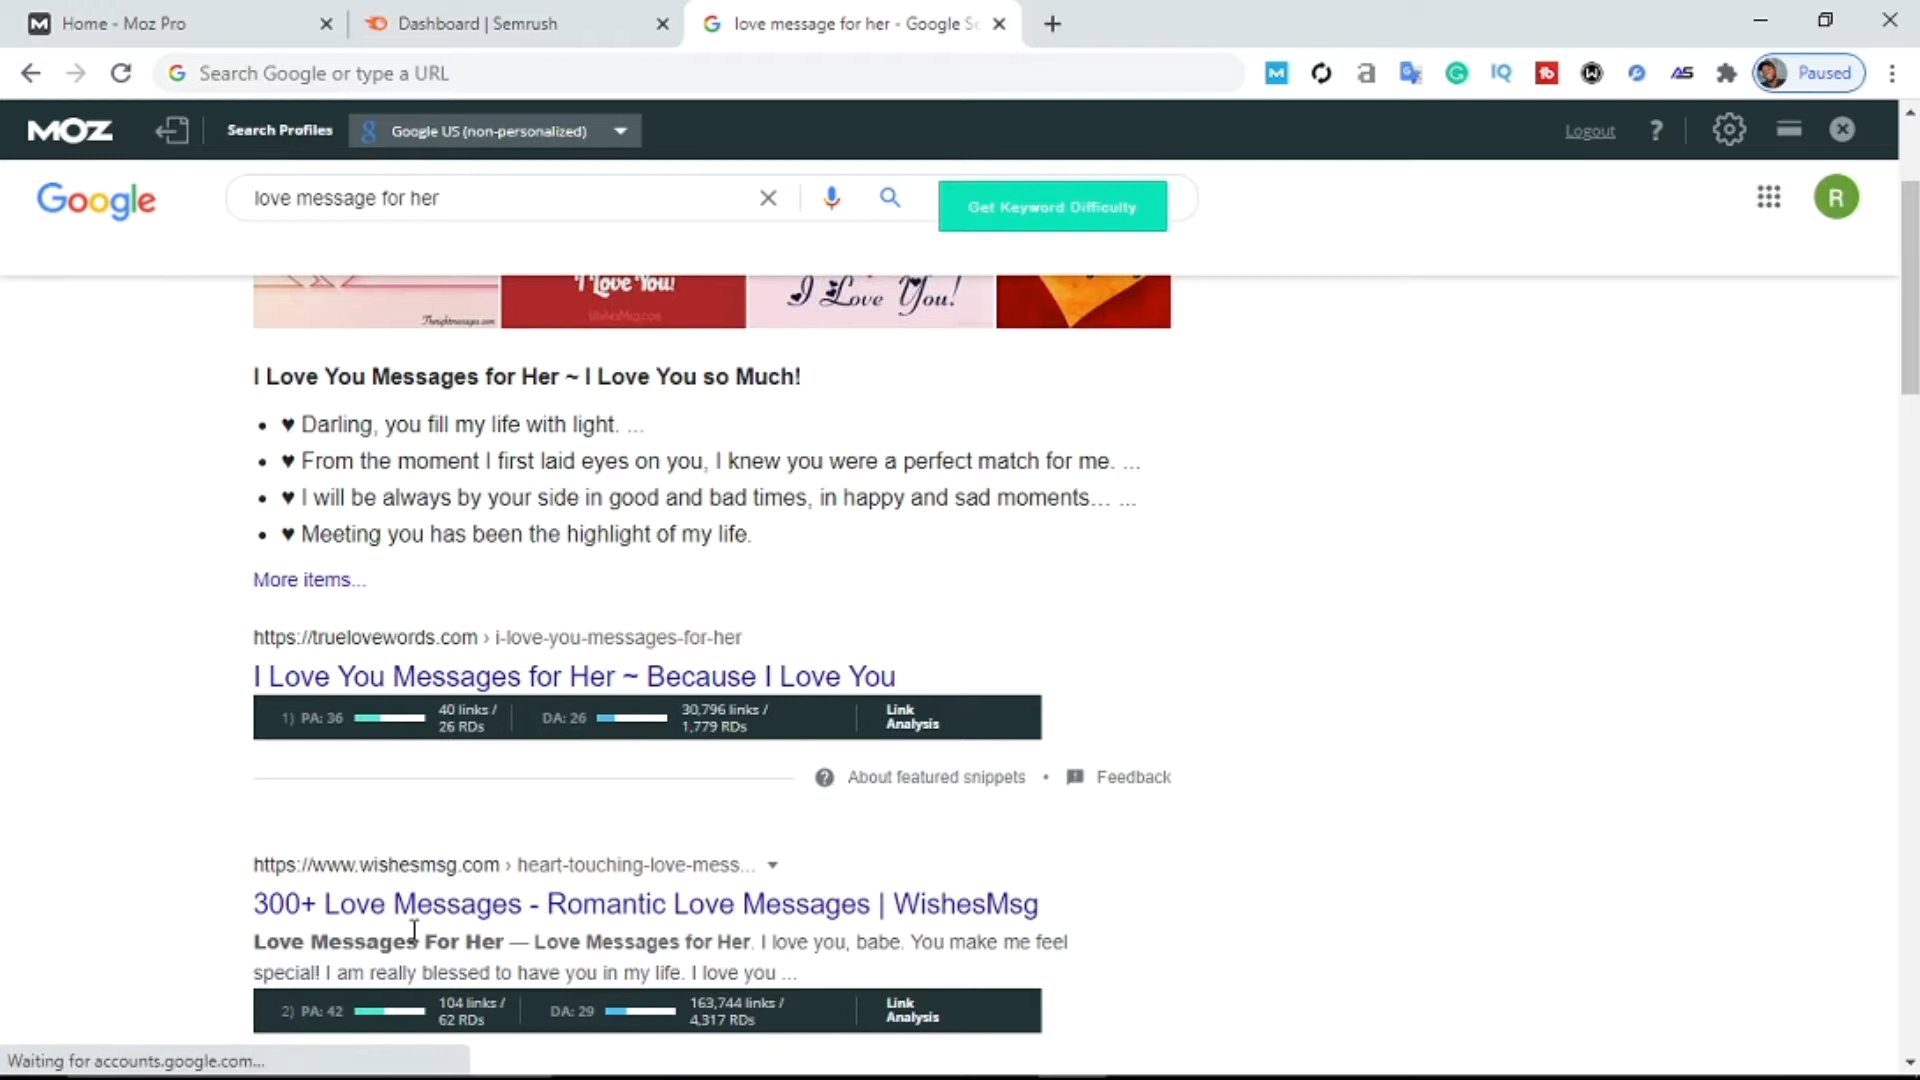 Home - Moz Pro
Dashboard | Semrush
love message for her - Google Se
Search Google or type a URL
Paused
MOZ
Search Profiles
Google US (non-personalized)
Logout
?
Google
love message for her
Get Keyword Difficulty
R
I Love You!
WishesMsg.com
I Love You!
I Love You Messages for Her ~ I Love You so Much!
• ♥ Darling, you fill my life with light. ...
• ♥ From the moment I first laid eyes on you, I knew you were a perfect match for me. ...
• ♥ I will be always by your side in good and bad times, in happy and sad moments… ...
• ♥ Meeting you has been the highlight of my life.
More items...
https://truelovewords.com › i-love-you-messages-for-her
I Love You Messages for Her ~ Because I Love You
1) PA: 36
40 links /
26 RDs
DA: 26
30,796 links /
1,779 RDs
Link
Analysis
About featured snippets • Feedback
https://www.wishesmsg.com › heart-touching-love-mess...
300+ Love Messages - Romantic Love Messages | WishesMsg
Love Messages For Her — Love Messages for Her. I love you, babe. You make me feel
special! I am really blessed to have you in my life. I love you ...
2) PA: 42
104 links /
62 RDs
DA: 29
163,744 links /
4,317 RDs
Link
Analysis
Waiting for accounts.google.com...